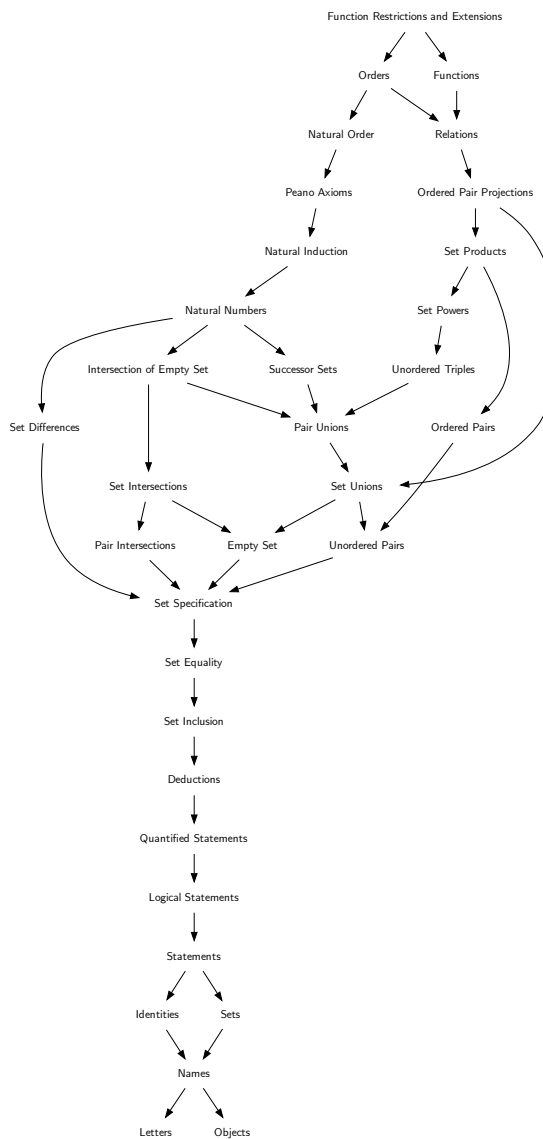 Function Restrictions and Extensions
Orders
Functions
Natural Order
Relations
Peano Axioms
Ordered Pair Projections
Natural Induction
Set Products
Natural Numbers
Set Powers
Intersection of Empty Set
Successor Sets
Unordered Triples
Set Differences
Pair Unions
Ordered Pairs
Set Intersections
Set Unions
Pair Intersections
Empty Set
Unordered Pairs
Set Specification
Set Equality
Set Inclusion
Deductions
Quantified Statements
Logical Statements
Statements
Identities
Sets
Names
Letters
Objects